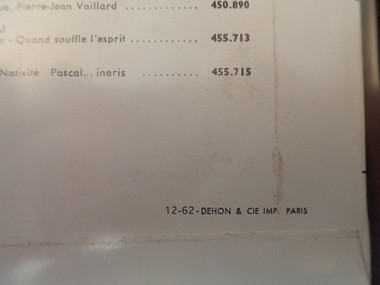 Pierre-Jean Vaillard ............ 450.890
- Quand souffle l'esprit ............ 455.713
Nativité Pascal... ineris .......... 455.715
12-62-DEHON & CIE IMP. PARIS